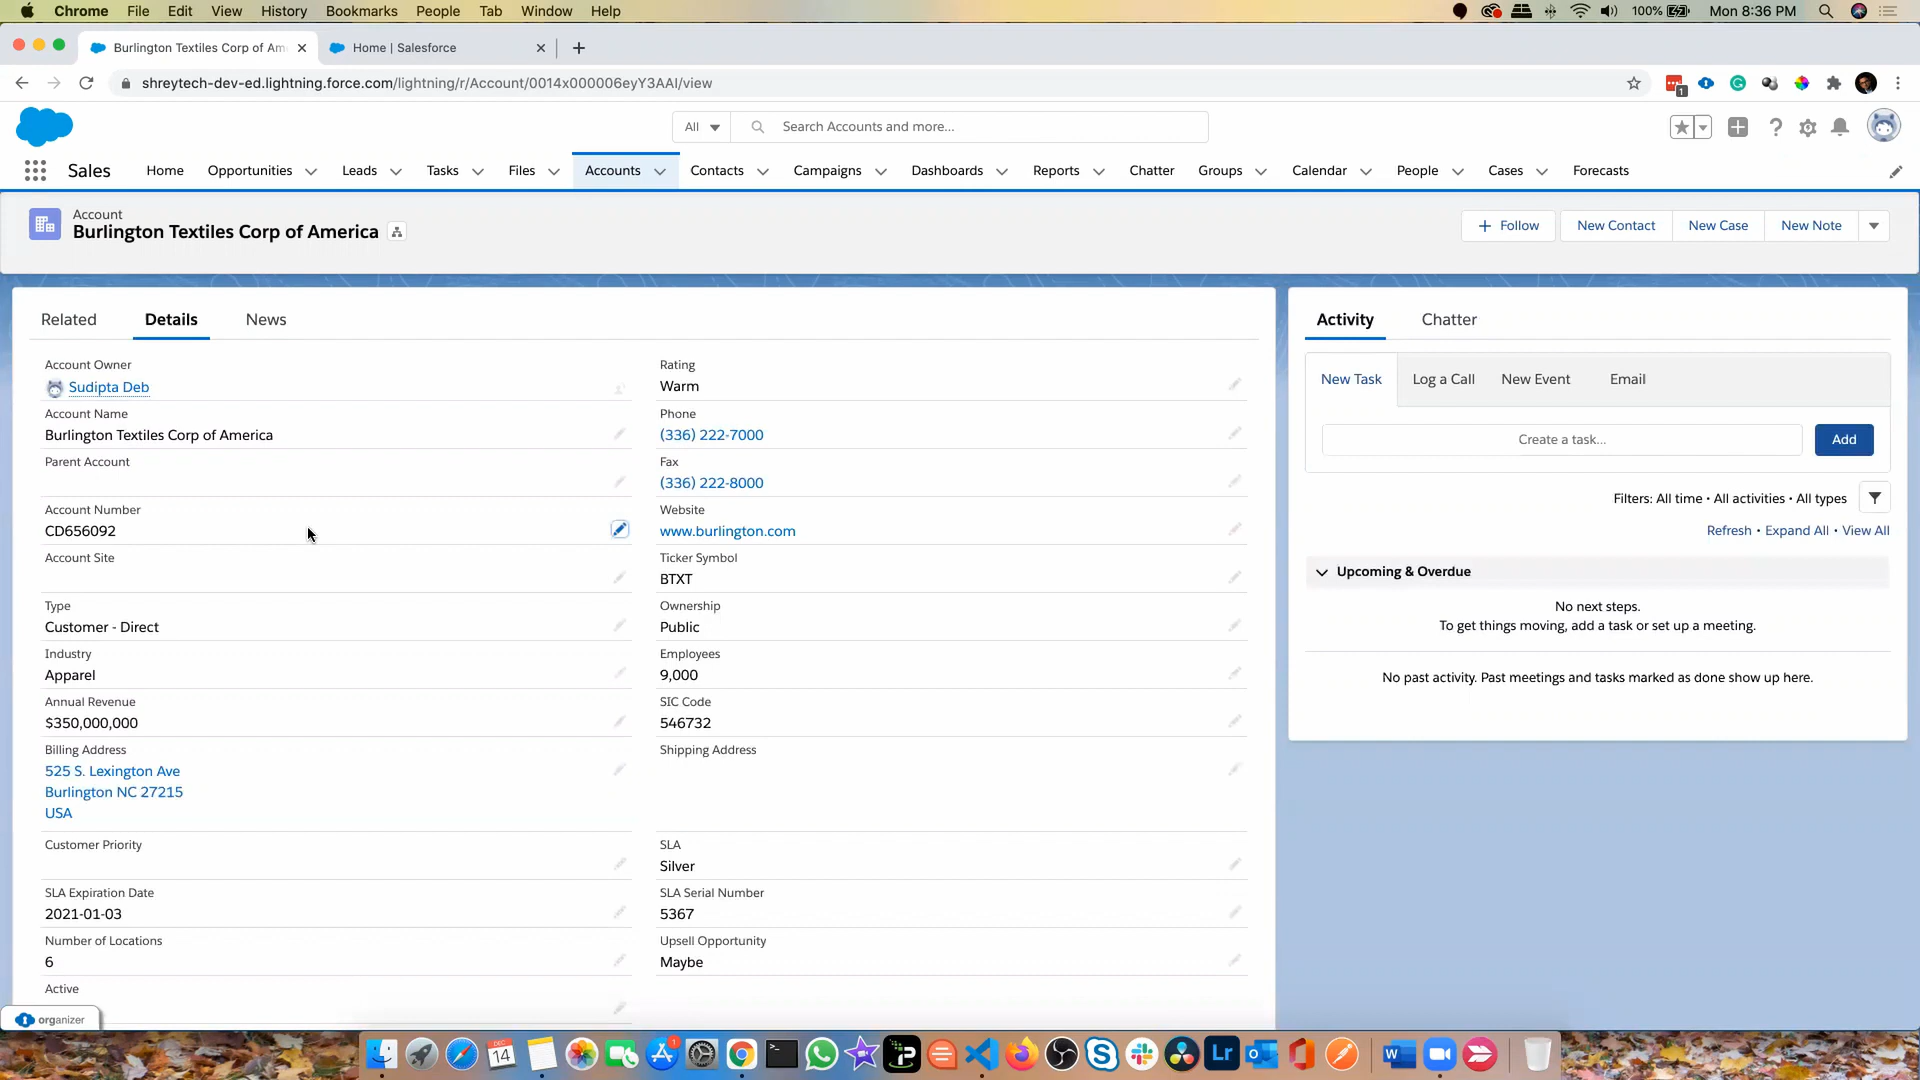 Chrome File Edit View History Bookmarks People Tab Window Help 100% Mon 8:36 PM
Burlington Textiles Corp of Am Home | Salesforce
shreytech-dev-ed.lightning.force.com/lightning/r/Account/0014x000006eyY3AAI/view 1
All Search Accounts and more...
Sales Home Opportunities Leads Tasks Files Accounts Contacts Campaigns Dashboards Reports Chatter Groups Calendar People Cases Forecasts
Account
Burlington Textiles Corp of America
Follow New Contact New Case New Note
Related Details News
Account Owner
Sudipta Deb
Rating
Warm
Account Name
Burlington Textiles Corp of America
Phone
(336) 222-7000
Parent Account
Fax
(336) 222-8000
Account Number
CD656092
Website
www.burlington.com
Account Site
Ticker Symbol
BTXT
Type
Customer - Direct
Ownership
Public
Industry
Apparel
Employees
9,000
Annual Revenue
$350,000,000
SIC Code
546732
Billing Address
525 S. Lexington Ave
Burlington NC 27215
USA
Shipping Address
Customer Priority
SLA
Silver
SLA Expiration Date
2021-01-03
SLA Serial Number
5367
Number of Locations
6
Upsell Opportunity
Maybe
Active
Activity Chatter
New Task Log a Call New Event Email
Create a task... Add
Filters: All time • All activities • All types
Refresh • Expand All • View All
Upcoming & Overdue
No next steps.
To get things moving, add a task or set up a meeting.
No past activity. Past meetings and tasks marked as done show up here.
organizer
DEC
14
1
Lr
W